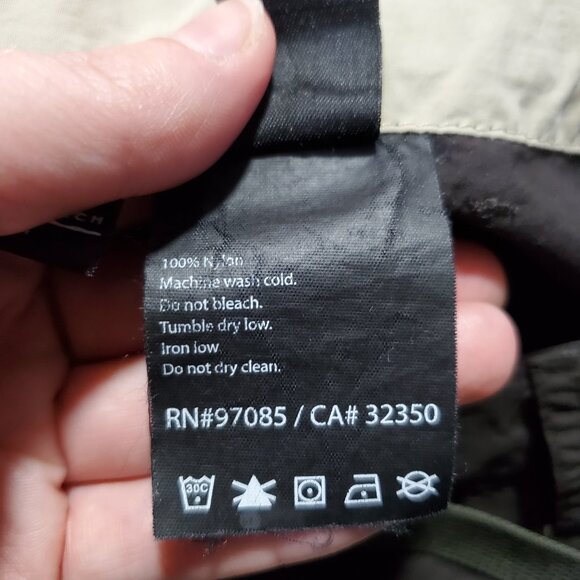 100% Nylon
Machine wash cold.
Do not bleach.
Tumble dry low.
Iron low
Do not dry clean.
RN#97085 / CA# 32350
30C